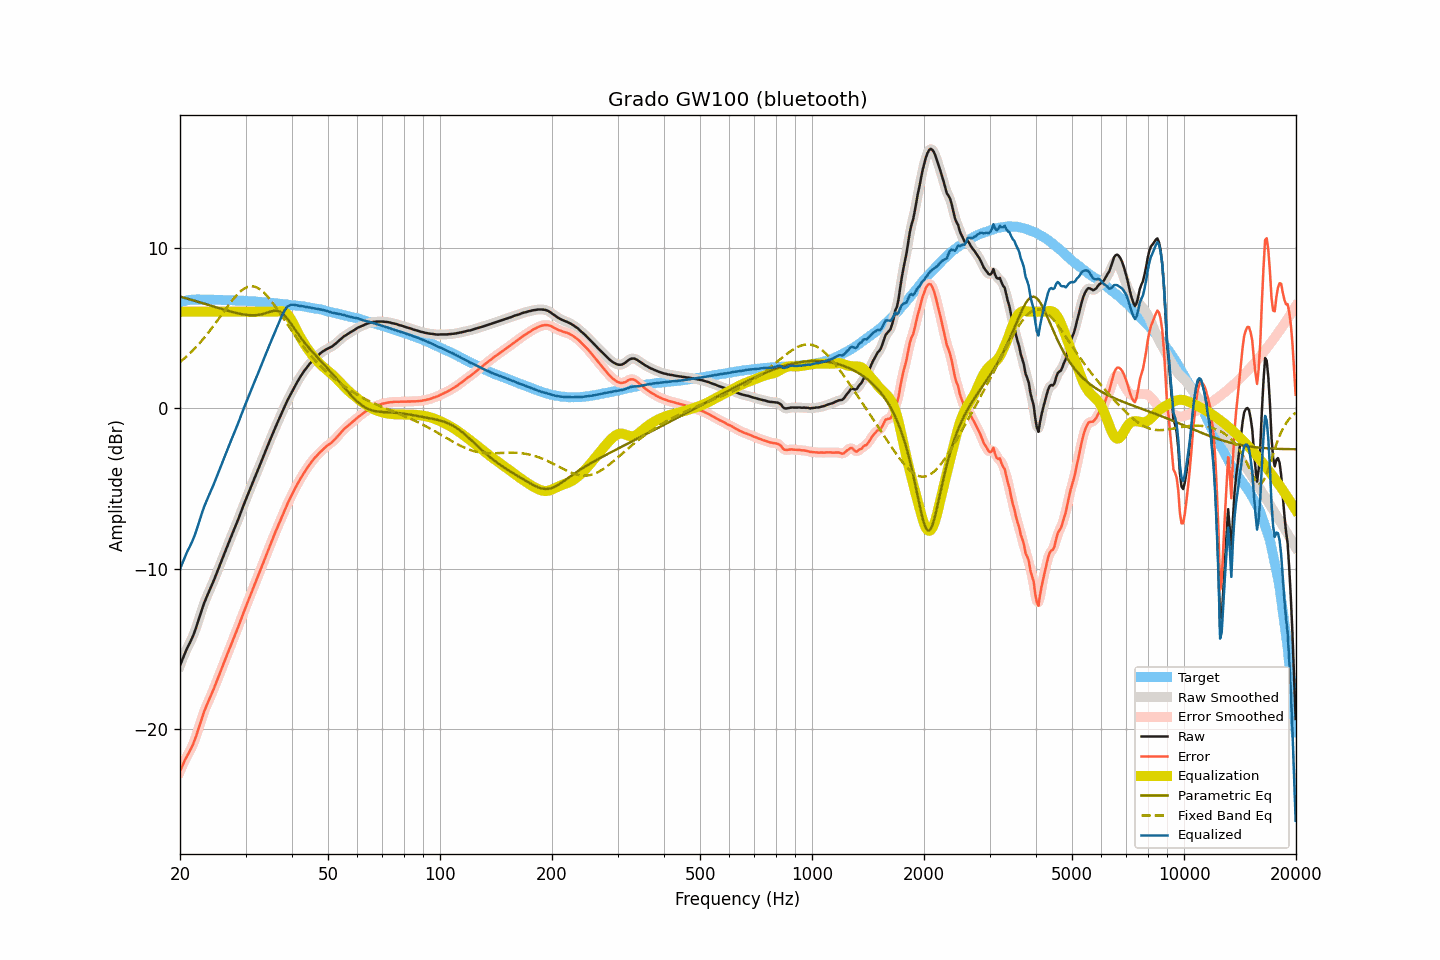 Grado GW100 (bluetooth)
Amplitude (dBr)
10
0
−10
−20
20
50
100
200
500
1000
2000
5000
10000
20000
Frequency (Hz)
Target
Raw Smoothed
Error Smoothed
Raw
Error
Equalization
Parametric Eq
Fixed Band Eq
Equalized